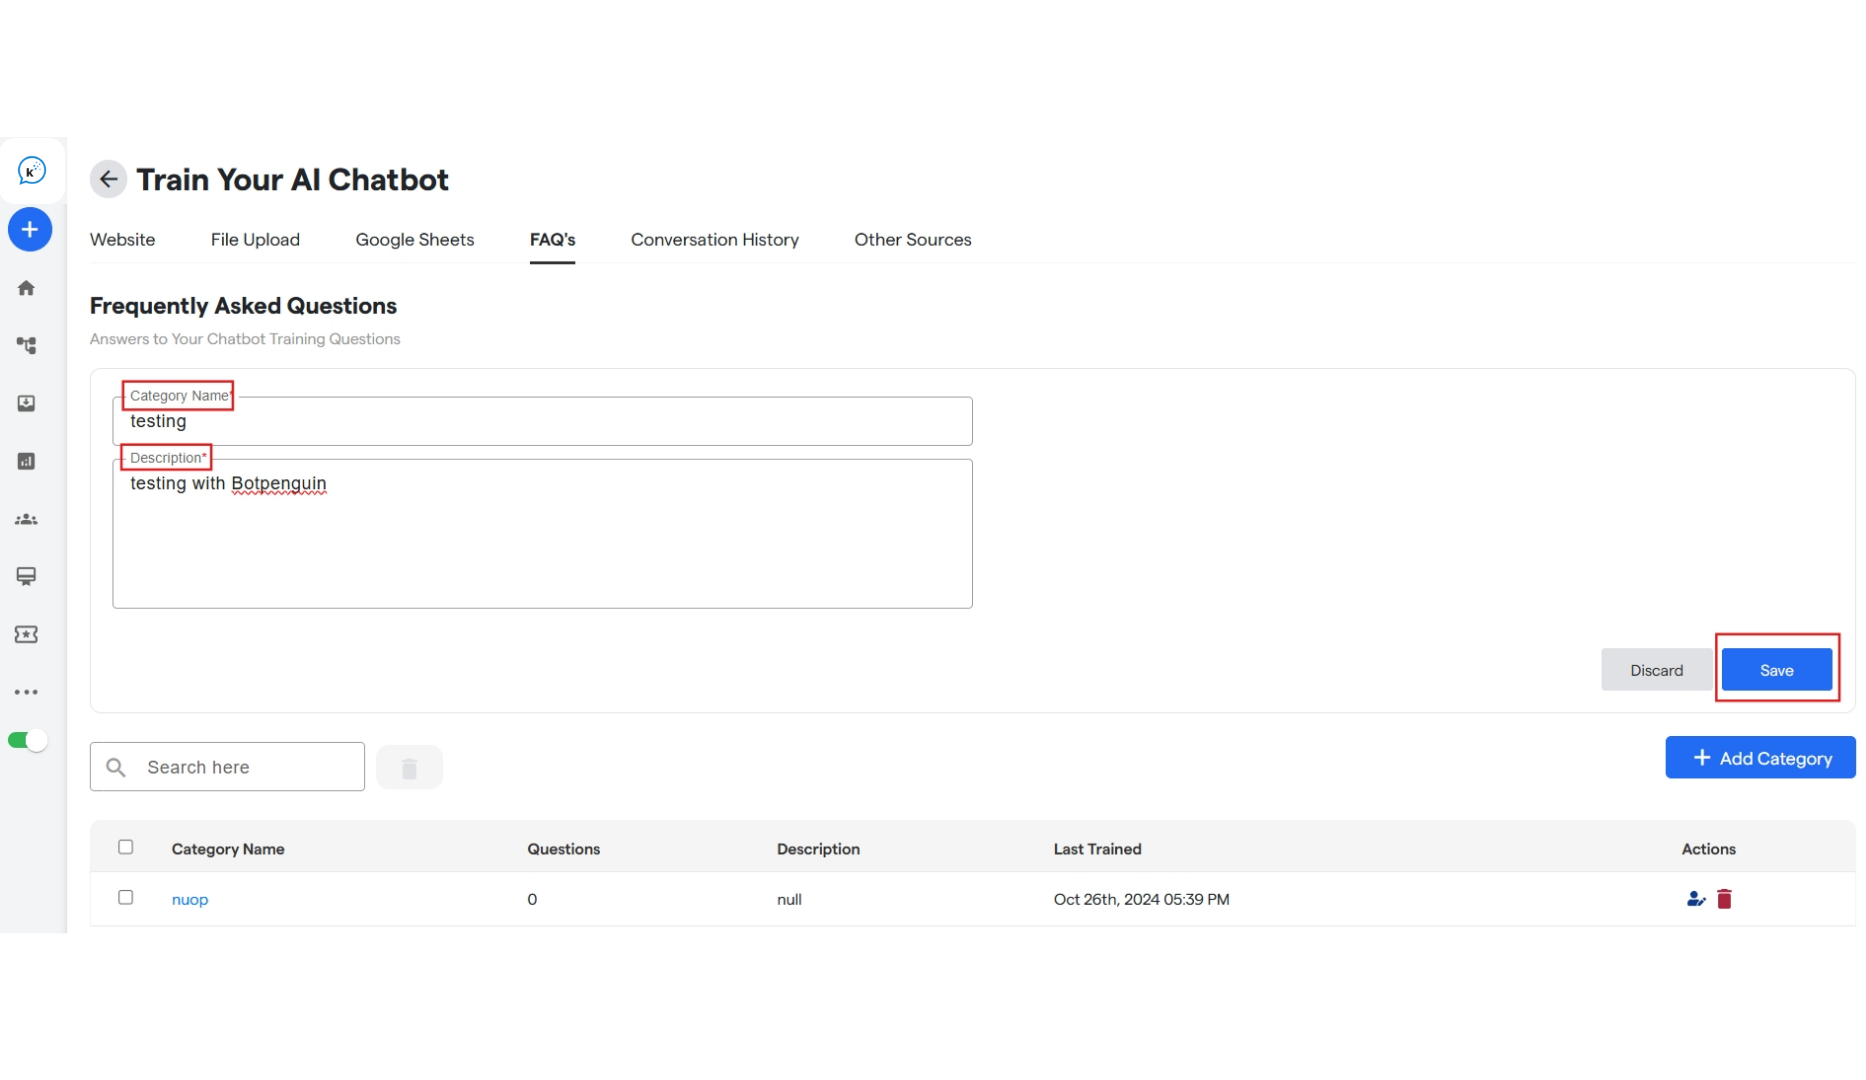 K
Train Your AI Chatbot
Website File Upload Google Sheets FAQ's Conversation History Other Sources
Frequently Asked Questions
Answers to Your Chatbot Training Questions
Category Name*
testing
Description*
testing with Botpenguin
Discard Save
Search here
+ Add Category
Category Name Questions Description Last Trained Actions
nuop 0 null Oct 26th, 2024 05:39 PM